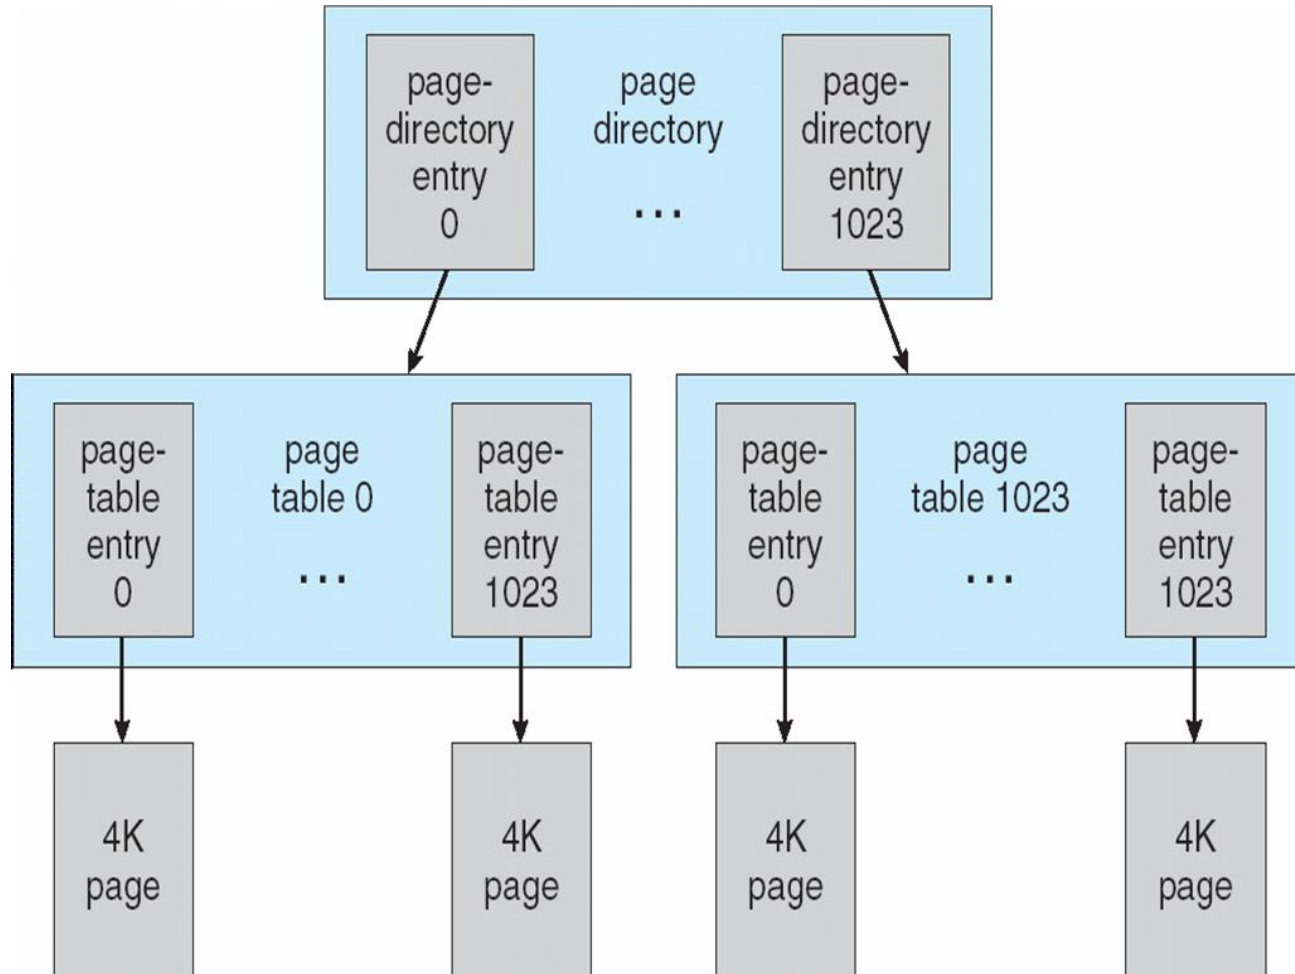 page-
directory
entry
0
page
directory
...
page-
directory
entry
1023
page-
table
entry
0
page
table 0
...
page-
table
entry
1023
page-
table
entry
0
page
table 1023
...
page-
table
entry
1023
4K
page
4K
page
4K
page
4K
page